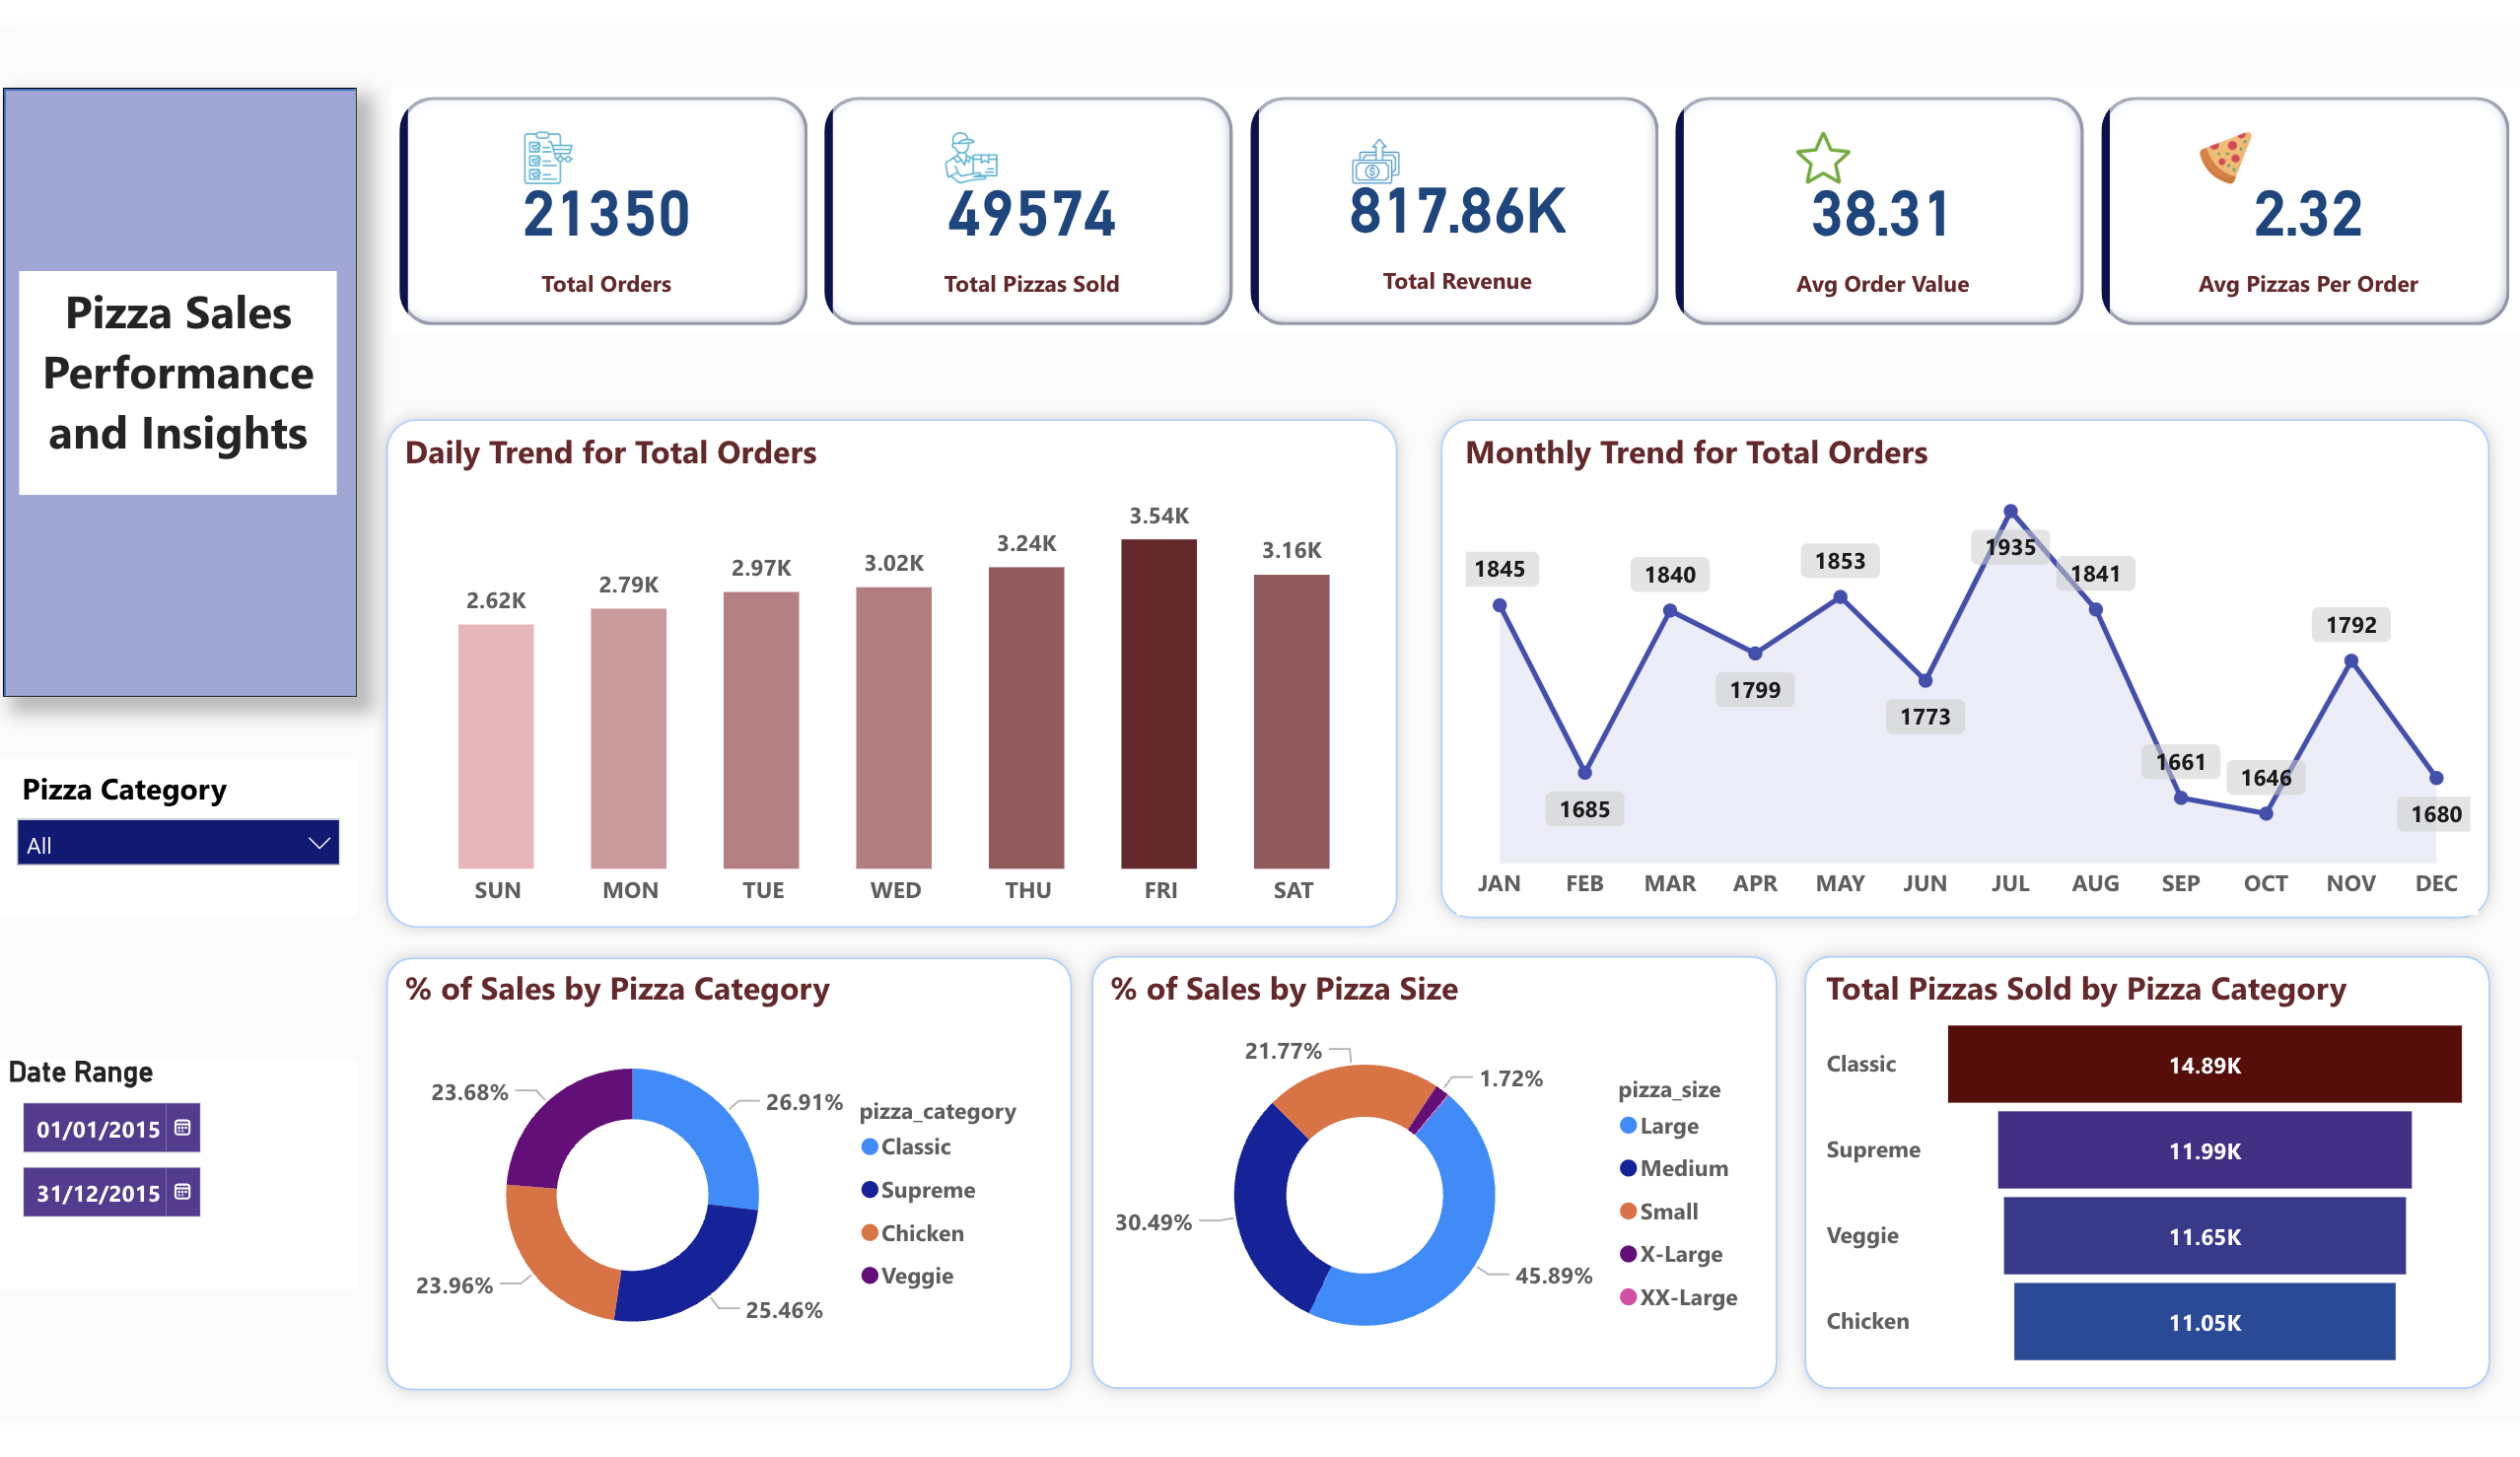 Pizza Sales
Performance
and Insights
21350
Total Orders
49574
Total Pizzas Sold
817.86K
Total Revenue
38.31
Avg Order Value
2.32
Avg Pizzas Per Order
Pizza Category
All
Date Range
01/01/2015
31/12/2015
Daily Trend for Total Orders
2.62K
2.79K
2.97K
3.02K
3.24K
3.54K
3.16K
SUN MON TUE WED THU FRI SAT
Monthly Trend for Total Orders
1845
1685
1840
1799
1853
1773
1935
1841
1661
1646
1792
1680
JAN FEB MAR APR MAY JUN JUL AUG SEP OCT NOV DEC
% of Sales by Pizza Category
23.68%
26.91%
23.96%
25.46%
pizza_category
Classic
Supreme
Chicken
Veggie
% of Sales by Pizza Size
21.77%
1.72%
30.49%
45.89%
pizza_size
Large
Medium
Small
X-Large
XX-Large
Total Pizzas Sold by Pizza Category
Classic 14.89K
Supreme 11.99K
Veggie 11.65K
Chicken 11.05K